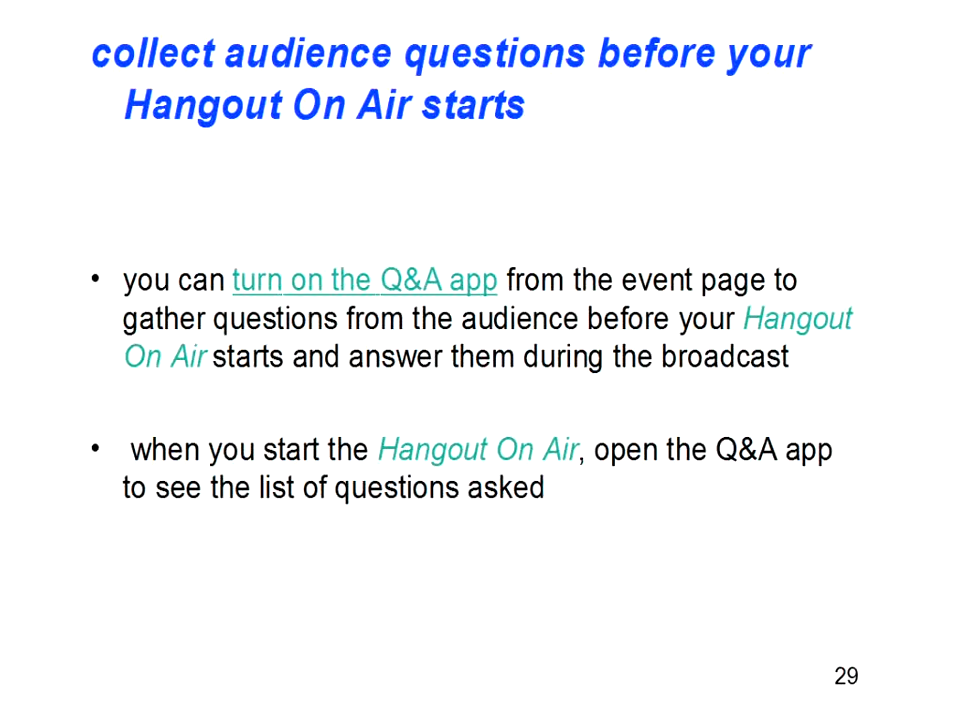 collect audience questions before your
Hangout On Air starts
• you can turn on the Q&A app from the event page to
gather questions from the audience before your Hangout
On Air starts and answer them during the broadcast
• when you start the Hangout On Air, open the Q&A app
to see the list of questions asked
29